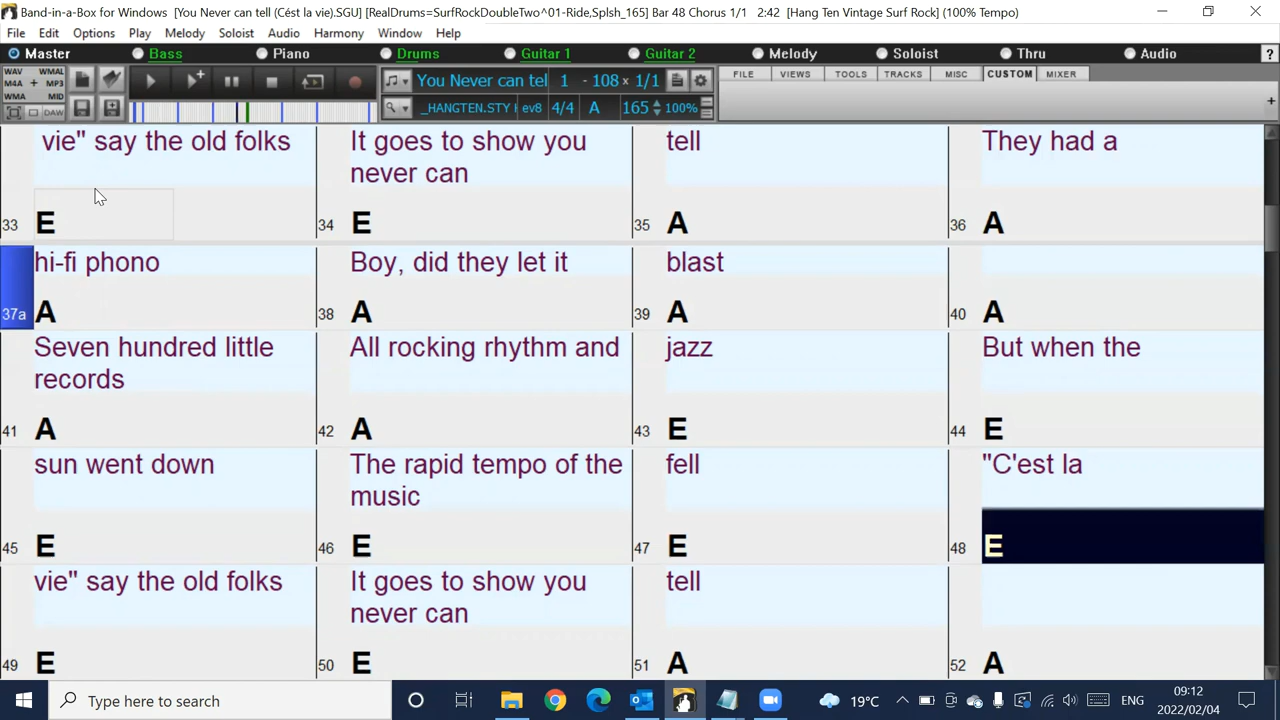 Band-in-a-Box for Windows [You Never can tell (Cést la vie).SGU] [RealDrums=SurfRockDoubleTwo^01-Ride,Splsh_165] Bar 48 Chorus 1/1 2:42 [Hang Ten Vintage Surf Rock] (100% Tempo)
File Edit Options Play Melody Soloist Audio Harmony Window Help
Master Bass Piano Drums Guitar 1 Guitar 2 Melody Soloist Thru Audio ?
WAV WMAL
M4A + MP3
WMA MID
DAW
You Never can tel 1 - 108 x 1/1
_HANGTEN.STY ev8 4/4 A 165 100%
FILE VIEWS TOOLS TRACKS MISC CUSTOM MIXER
+
vie" say the old folks
It goes to show you
never can
tell
They had a
33 E 34 E 35 A 36 A
hi-fi phono
Boy, did they let it
blast
37a A 38 A 39 A 40 A
Seven hundred little
records
All rocking rhythm and
jazz
But when the
41 A 42 A 43 E 44 E
sun went down
The rapid tempo of the
music
fell
"C'est la
45 E 46 E 47 E 48 E
vie" say the old folks
It goes to show you
never can
tell
49 E 50 E 51 A 52 A
Type here to search
19°C
ENG
09:12
2022/02/04